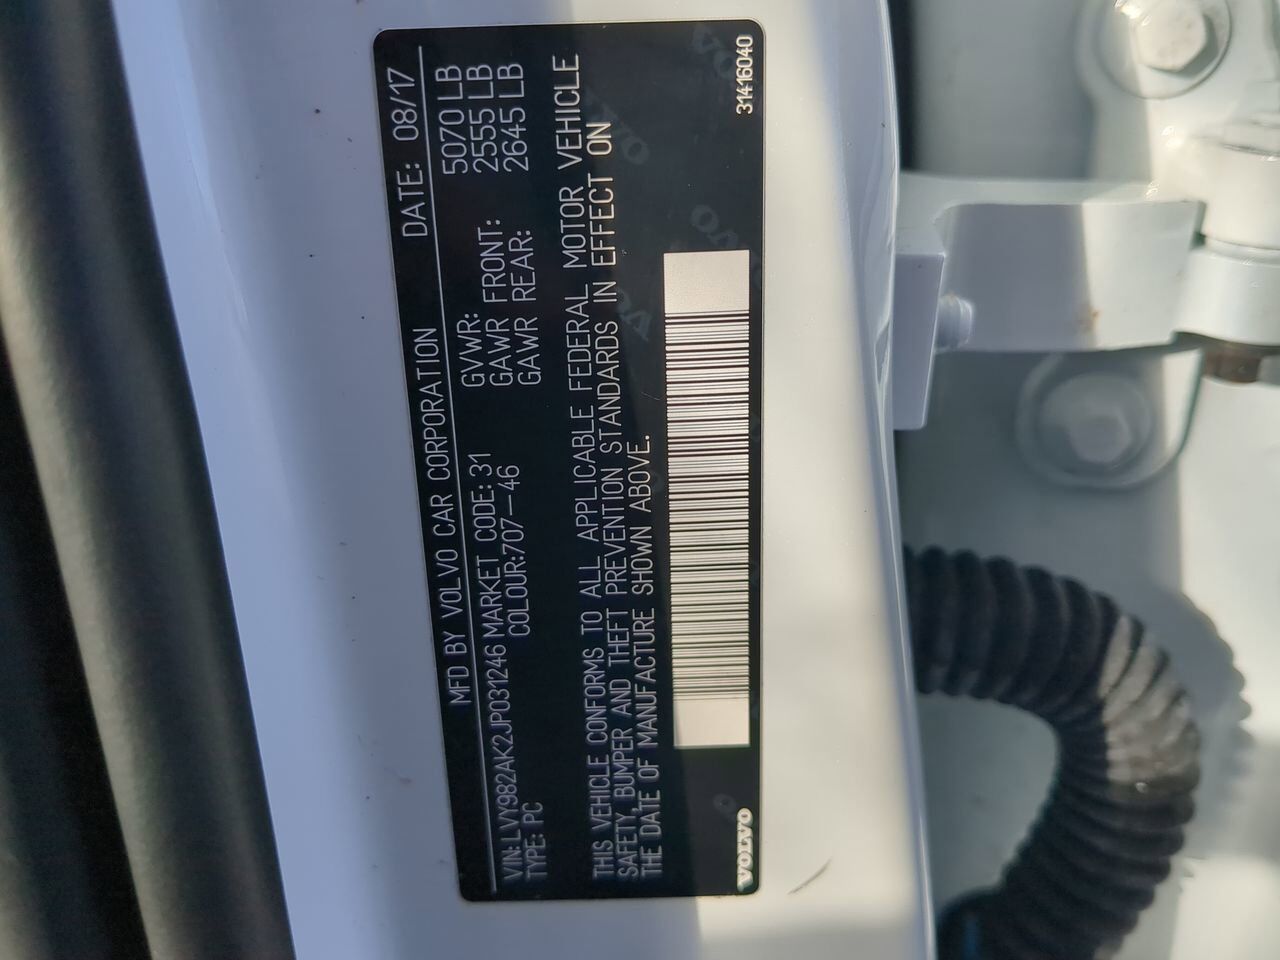 MFD BY VOLVO CAR CORPORATION DATE: 08/17
VIN: LVY982AK2JP031246 MARKET CODE: 31 GVWR: 5070 LB
TYPE: PC COLOUR:707-46 GAWR FRONT: 2555 LB
GAWR REAR: 2645 LB
THIS VEHICLE CONFORMS TO ALL APPLICABLE FEDERAL MOTOR VEHICLE
SAFETY, BUMPER AND THEFT PREVENTION STANDARDS IN EFFECT ON
THE DATE OF MANUFACTURE SHOWN ABOVE.
VOLVO 31416040